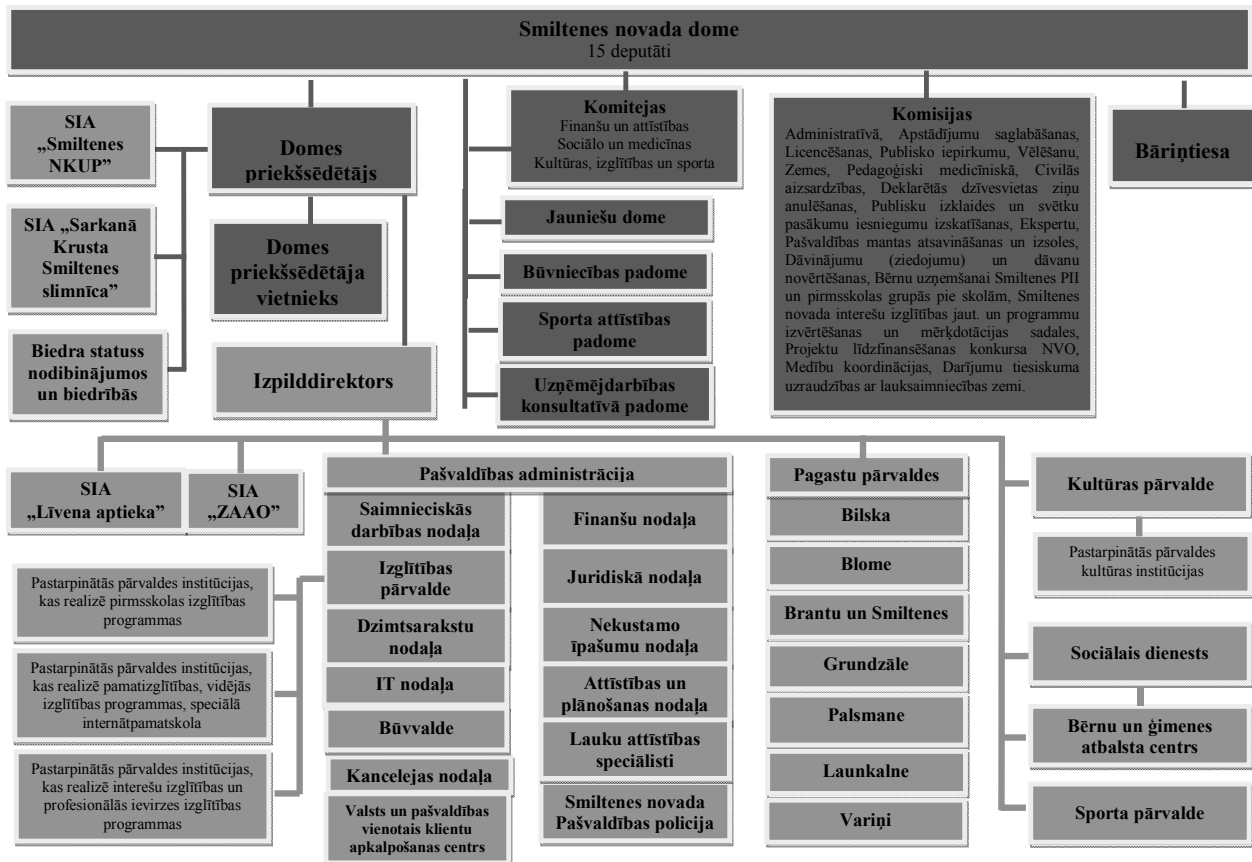 Smiltenes novada dome
15 deputāti
SIA
„Smiltenes
NKUP”
SIA „Sarkanā
Krusta
Smiltenes
slimnīca”
Biedra statuss
nodibinājumos
un biedrībās
Domes
priekšsēdētājs
Domes
priekšsēdētāja
vietnieks
Izpilddirektors
Komitejas
Finanšu un attīstības
Sociālo un medicīnas
Kultūras, izglītības un sporta
Jauniešu dome
Būvniecības padome
Sporta attīstības
padome
Uzņēmējdarbības
konsultatīvā padome
Komisijas
Administratīvā, Apstādījumu saglabāšanas,
Licencēšanas, Publisko iepirkumu, Vēlēšanu,
Zemes, Pedagoģiski medicīniskā, Civilās
aizsardzības, Deklarētās dzīvesvietas ziņu
anulēšanas, Publisku izklaides un svētku
pasākumu iesniegumu izskatīšanas, Ekspertu,
Pašvaldības mantas atsavināšanas un izsoles,
Dāvinājumu (ziedojumu) un dāvanu
novērtēšanas, Bērnu uzņemšanai Smiltenes PII
un pirmsskolas grupās pie skolām, Smiltenes
novada interešu izglītības jaut. un programmu
izvērtēšanas un mērķdotācijas sadales,
Projektu līdzfinansēšanas konkursa NVO,
Medību koordinācijas, Darījumu tiesiskuma
uzraudzības ar lauksaimniecības zemi.
Bāriņtiesa
SIA
„Līvena aptieka”
SIA
„ZAAO”
Pastarpinātās pārvaldes institūcijas,
kas realizē pirmsskolas izglītības
programmas
Pastarpinātās pārvaldes institūcijas,
kas realizē pamatizglītības, vidējās
izglītības programmas, speciālā
internātpamatskola
Pastarpinātās pārvaldes institūcijas,
kas realizē interešu izglītības un
profesionālās ievirzes izglītības
programmas
Pašvaldības administrācija
Saimnieciskās
darbības nodaļa
Izglītības
pārvalde
Dzimtsarakstu
nodaļa
IT nodaļa
Būvvalde
Kancelejas nodaļa
Valsts un pašvaldības
vienotais klientu
apkalpošanas centrs
Finanšu nodaļa
Juridiskā nodaļa
Nekustamo
īpašumu nodaļa
Attīstības un
plānošanas nodaļa
Lauku attīstības
speciālisti
Smiltenes novada
Pašvaldības policija
Pagastu pārvaldes
Bilska
Blome
Brantu un Smiltenes
Grundzāle
Palsmane
Launkalne
Variņi
Kultūras pārvalde
Pastarpinātās pārvaldes
kultūras institūcijas
Sociālais dienests
Bērnu un ģimenes
atbalsta centrs
Sporta pārvalde